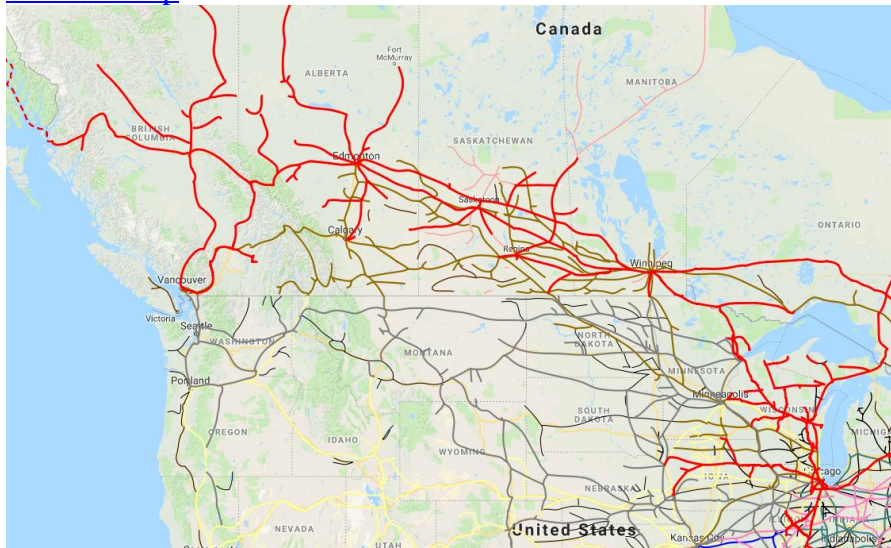 Canada
Fort
McMURRAY
ALBERTA
MANITOBA
BRITISH
COLUMBIA
SASKATCHEWAN
Edmonton
Saskatoon
ONTARIO
Calgary
Regina
Winnipeg
Vancouver
Victoria
Seattle
WASHINGTON
NORTH
DAKOTA
MONTANA
MINNESOTA
Portland
Minneapolis
SOUTH
DAKOTA
WISCONSIN
OREGON
IDAHO
MICHIG
WYOMING
Chicago
IOWA
NEBRASKA
ILLINOIS
INDIANA
United States
NEVADA
UTAH
Kansas City
Indianapolis